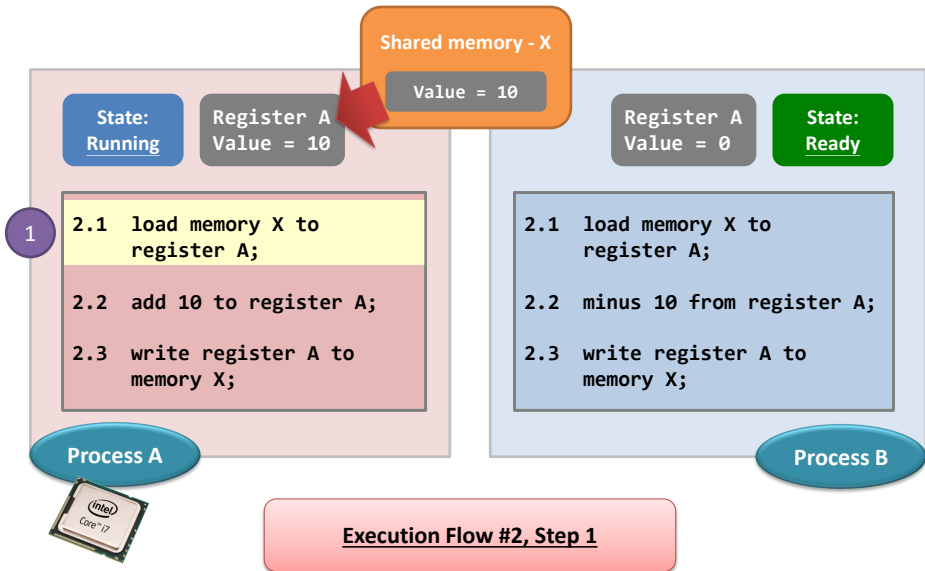 Shared memory - X
Value = 10
State:
Running
Register A
Value = 10
Register A
Value = 0
State:
Ready
1
2.1 load memory X to
register A;
2.2 add 10 to register A;
2.3 write register A to
memory X;
2.1 load memory X to
register A;
2.2 minus 10 from register A;
2.3 write register A to
memory X;
Process A
Process B
intel
Core™ i7
Execution Flow #2, Step 1